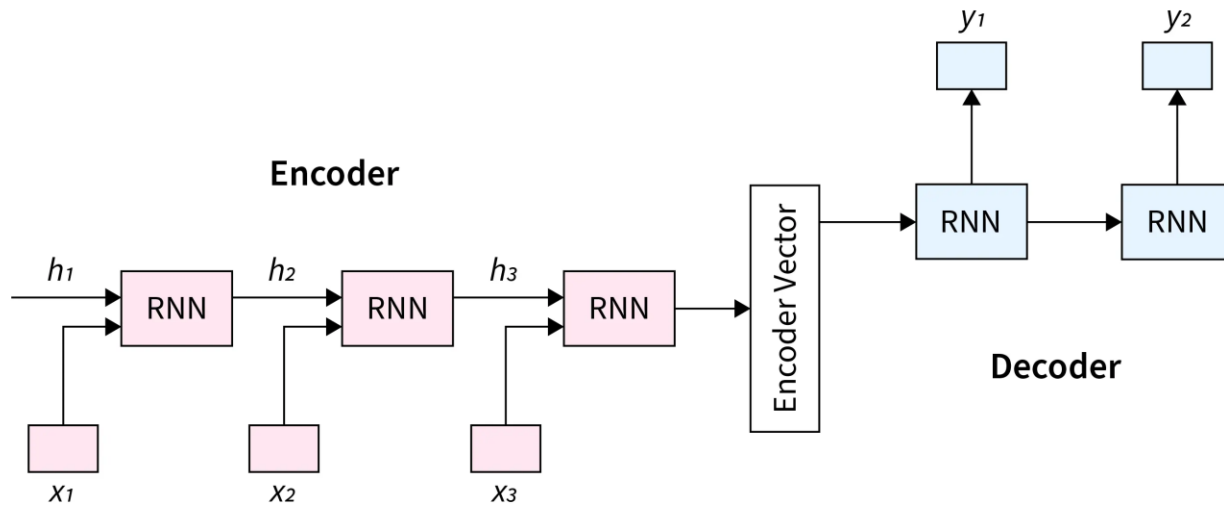 y1
y2
Encoder
h1
h2
h3
RNN
RNN
RNN
Encoder Vector
RNN
RNN
Decoder
x1
x2
x3